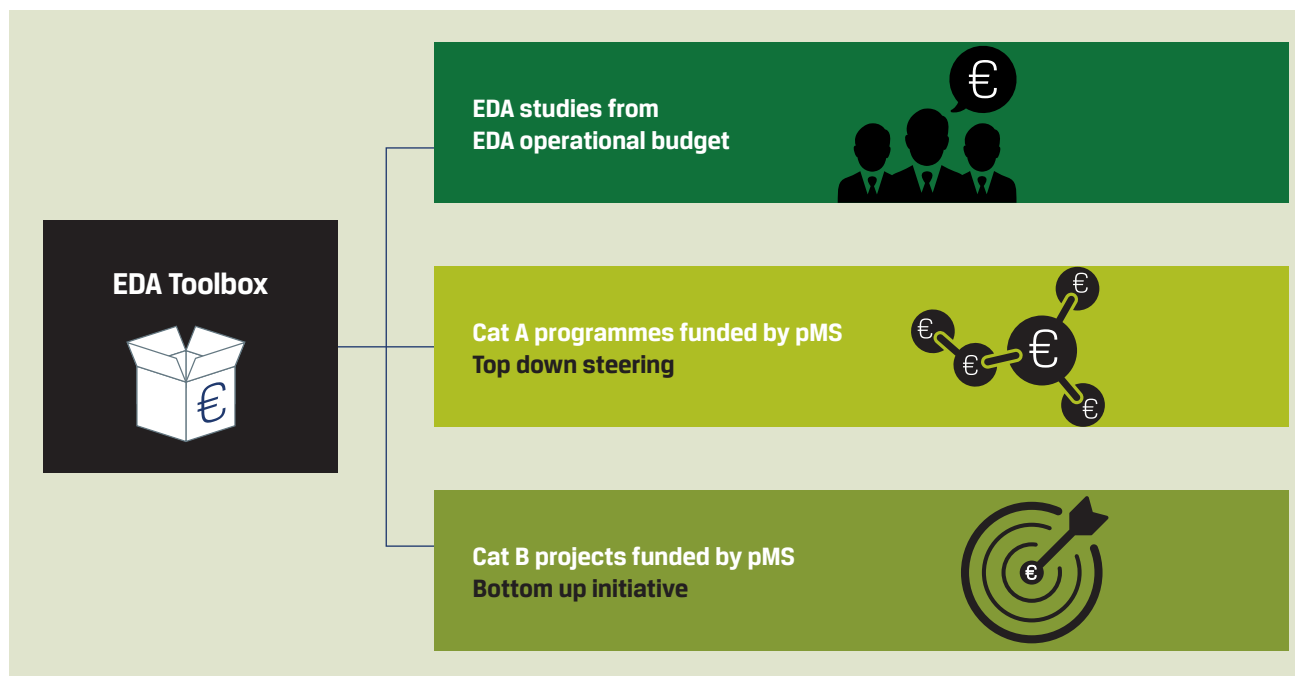 EDA Toolbox
€
EDA studies from
EDA operational budget
€
Cat A programmes funded by pMS
Top down steering
€
€
€
€
€
Cat B projects funded by pMS
Bottom up initiative
€